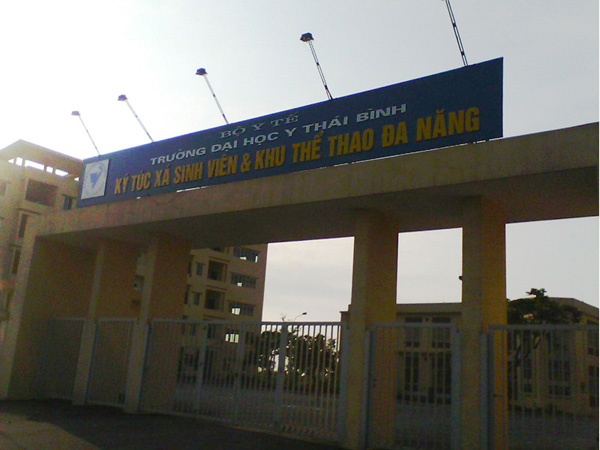 BỘ Y TẾ
TRƯỜNG ĐẠI HỌC Y THÁI BÌNH
KÝ TÚC XÁ SINH VIÊN & KHU THỂ THAO ĐA NĂNG